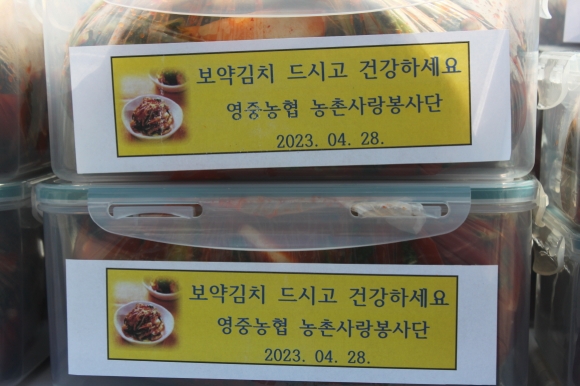 보약김치 드시고 건강하세요
영중농협 농촌사랑봉사단
2023. 04. 28.
보약김치 드시고 건강하세요
영중농협 농촌사랑봉사단
2023. 04. 28.